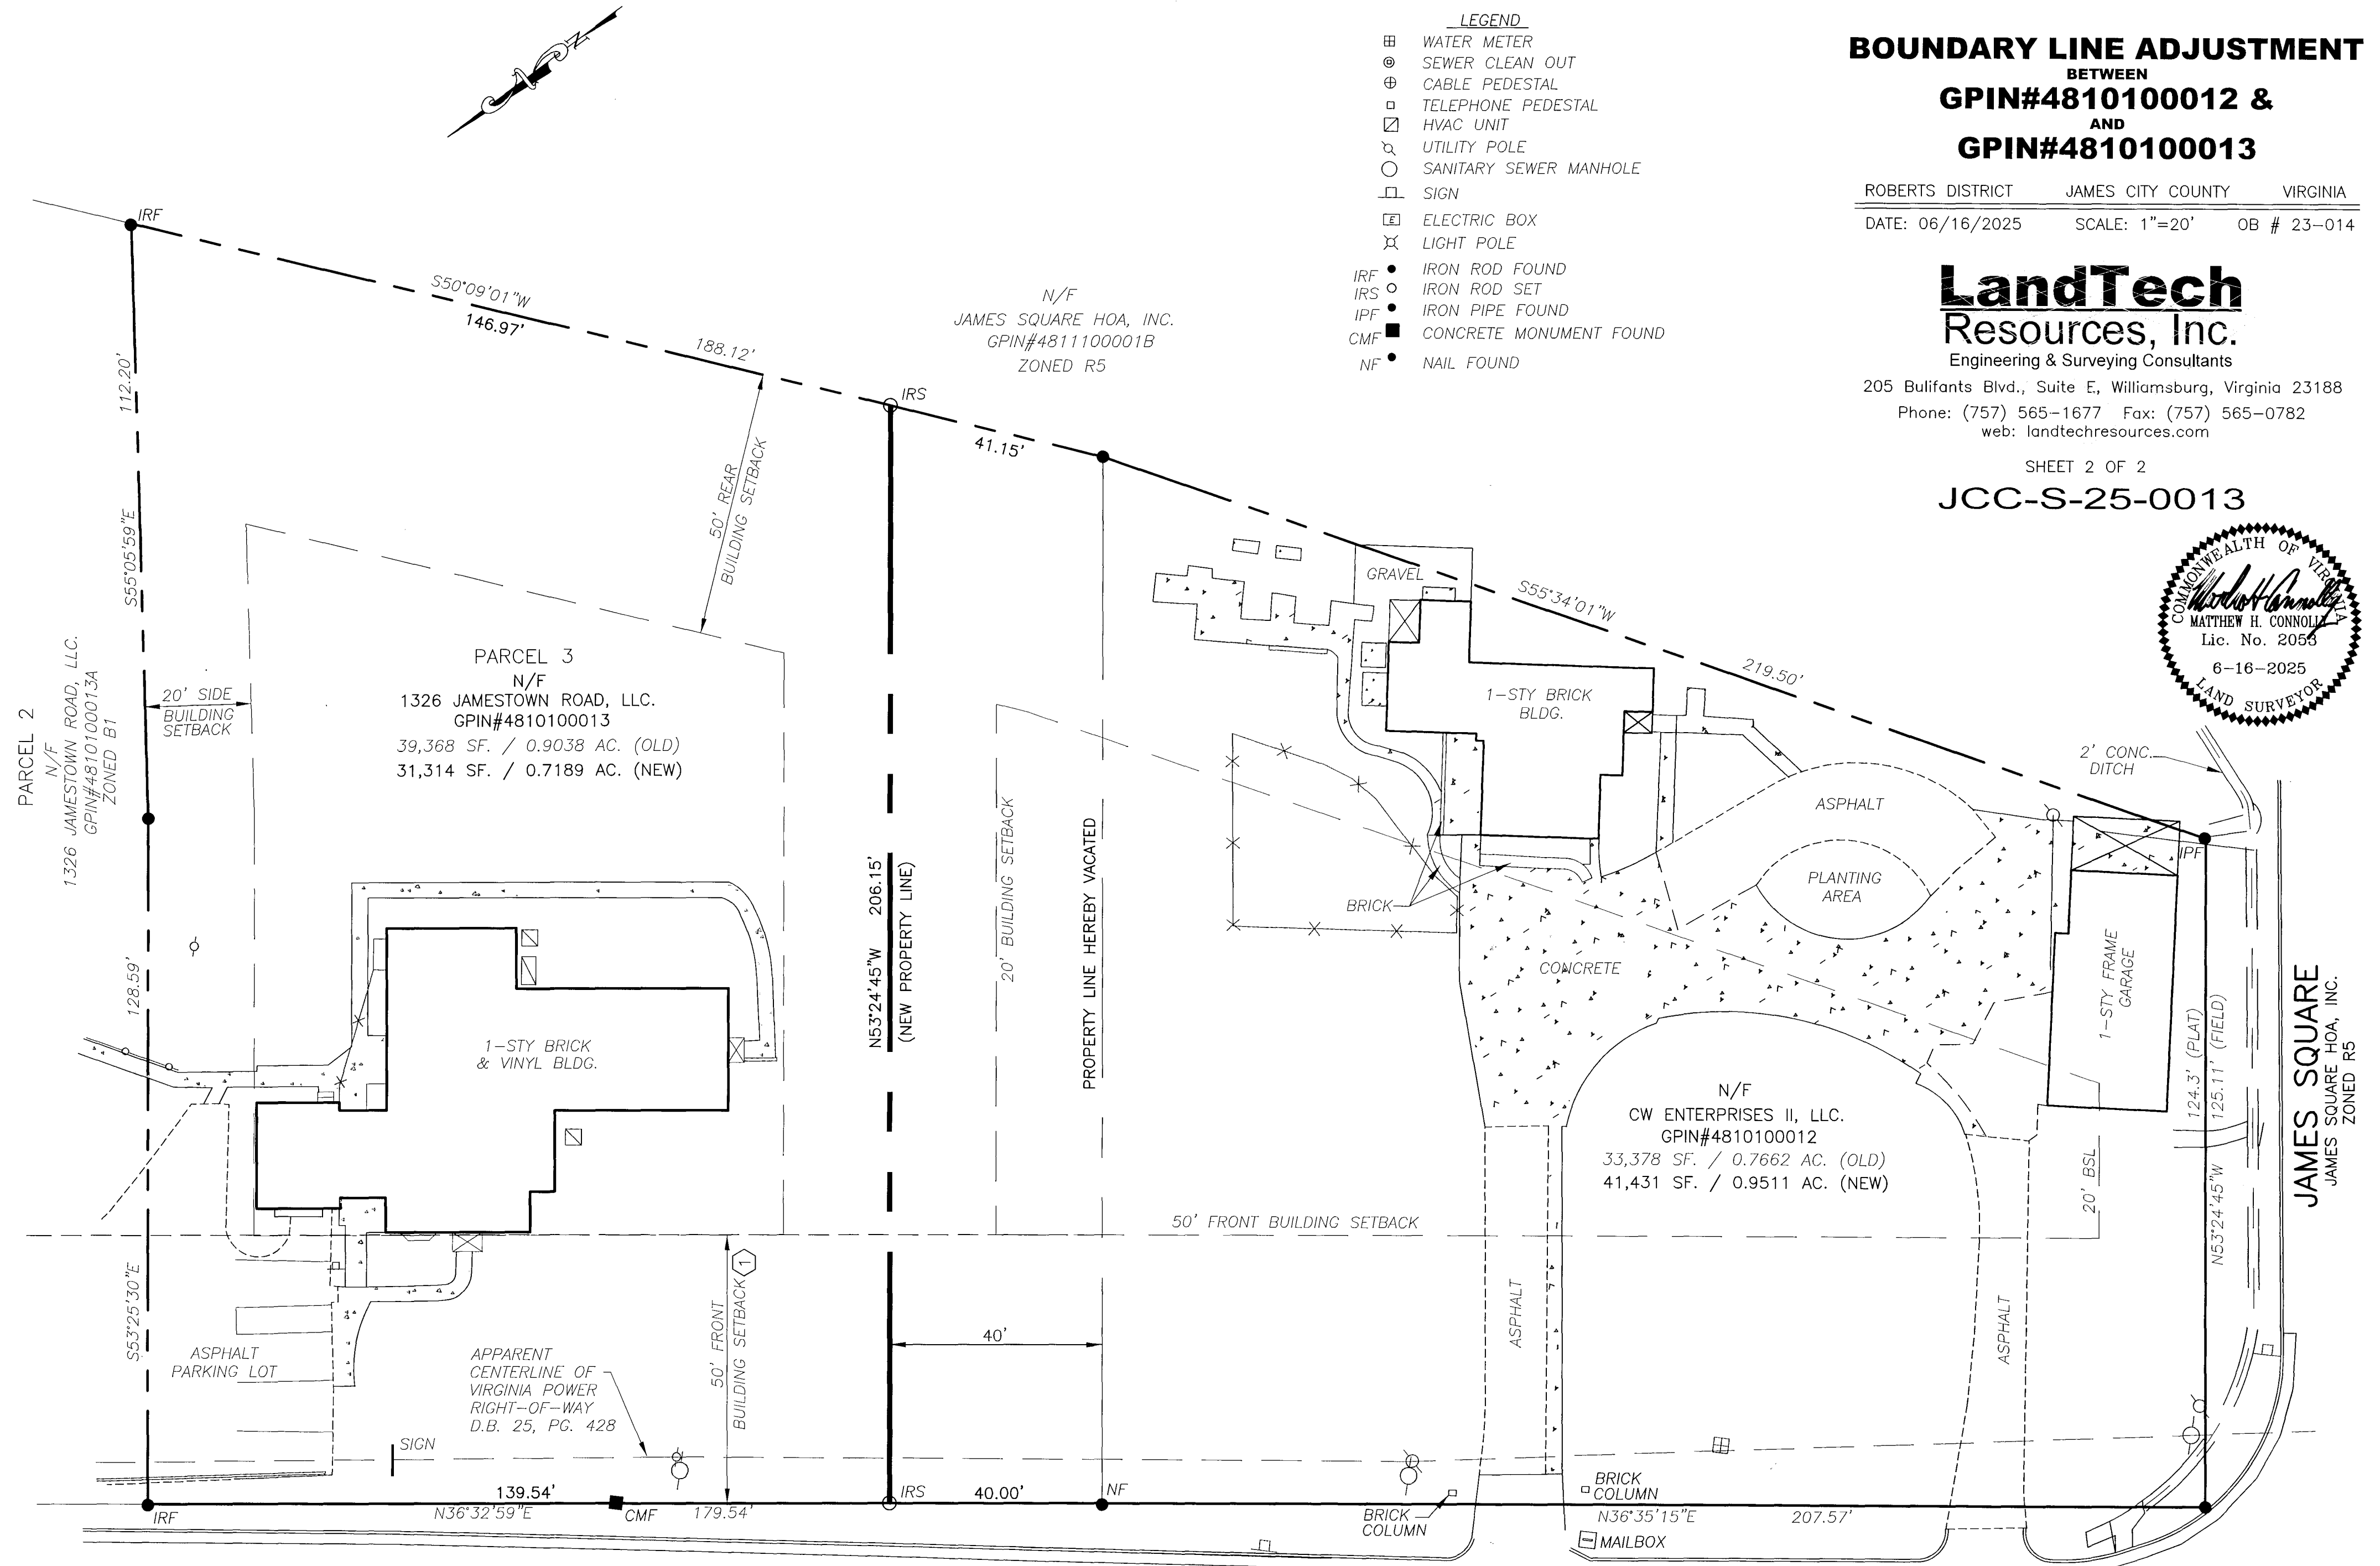 N
LEGEND
WATER METER
SEWER CLEAN OUT
CABLE PEDESTAL
TELEPHONE PEDESTAL
HVAC UNIT
UTILITY POLE
SANITARY SEWER MANHOLE
SIGN
E ELECTRIC BOX
LIGHT POLE
IRF IRON ROD FOUND
IRS IRON ROD SET
IPF IRON PIPE FOUND
CMF CONCRETE MONUMENT FOUND
NF NAIL FOUND
BOUNDARY LINE ADJUSTMENT
BETWEEN
GPIN#4810100012 &
AND
GPIN#4810100013
ROBERTS DISTRICT JAMES CITY COUNTY VIRGINIA
DATE: 06/16/2025 SCALE: 1"=20' OB # 23-014
LandTech
Resources, Inc.
Engineering & Surveying Consultants
205 Bulifants Blvd., Suite E, Williamsburg, Virginia 23188
Phone: (757) 565-1677 Fax: (757) 565-0782
web: landtechresources.com
SHEET 2 OF 2
JCC-S-25-0013
COMMONWEALTH OF VIRGINIA
MATTHEW H. CONNOLLY
Lic. No. 2053
6-16-2025
LAND SURVEYOR
IRF
S50°09'01"W
146.97'
188.12'
N/F
JAMES SQUARE HOA, INC.
GPIN#4811100001B
ZONED R5
IRS
41.15'
112.20'
S55°05'59"E
50' REAR
BUILDING SETBACK
PARCEL 2
N/F
1326 JAMESTOWN ROAD, LLC.
GPIN#4810100013A
ZONED B1
20' SIDE
BUILDING
SETBACK
PARCEL 3
N/F
1326 JAMESTOWN ROAD, LLC.
GPIN#4810100013
39,368 SF. / 0.9038 AC. (OLD)
31,314 SF. / 0.7189 AC. (NEW)
GRAVEL
S55°34'01"W
219.50'
1-STY BRICK
BLDG.
2' CONC.
DITCH
ASPHALT
PLANTING
AREA
IPF
BRICK
CONCRETE
1-STY FRAME
GARAGE
N53°24'45"W 206.15'
(NEW PROPERTY LINE)
20' BUILDING SETBACK
PROPERTY LINE HEREBY VACATED
128.59'
1-STY BRICK
& VINYL BLDG.
N/F
CW ENTERPRISES II, LLC.
GPIN#4810100012
33,378 SF. / 0.7662 AC. (OLD)
41,431 SF. / 0.9511 AC. (NEW)
124.3' (PLAT)
125.11' (FIELD)
N53°24'45"W
JAMES SQUARE
JAMES SQUARE HOA, INC.
ZONED R5
20' BSL
50' FRONT BUILDING SETBACK
S53°25'30"E
50' FRONT
BUILDING SETBACK
1
ASPHALT
PARKING LOT
APPARENT
CENTERLINE OF
VIRGINIA POWER
RIGHT-OF-WAY
D.B. 25, PG. 428
40'
ASPHALT
ASPHALT
SIGN
IRF
139.54'
N36°32'59"E
CMF
179.54'
IRS
40.00'
NF
BRICK
COLUMN
BRICK
COLUMN
N36°35'15"E
207.57'
MAILBOX